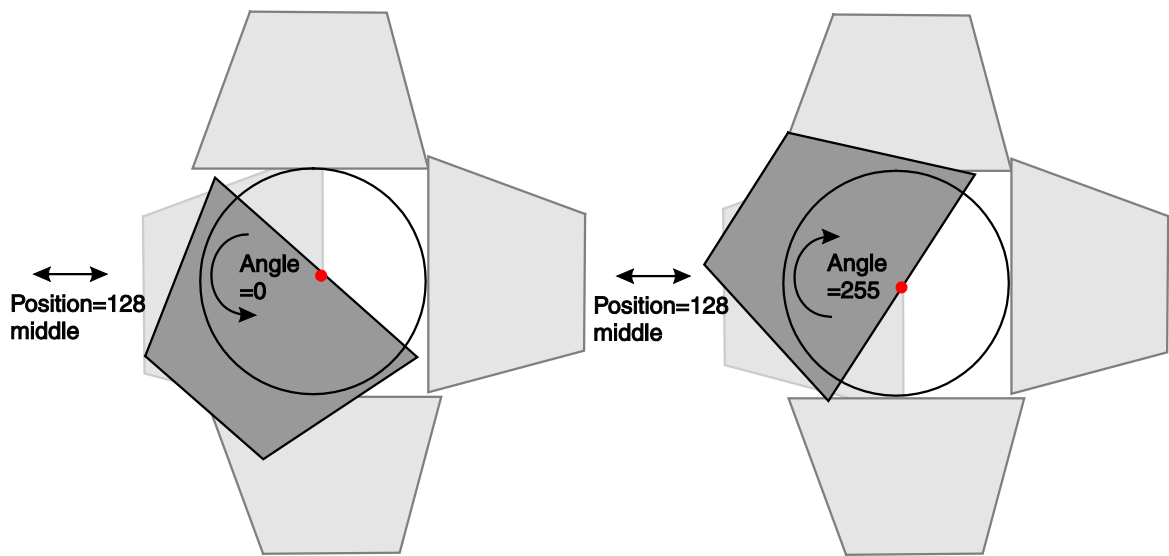 Angle
=0
Position=128
middle
Angle
=255
Position=128
middle